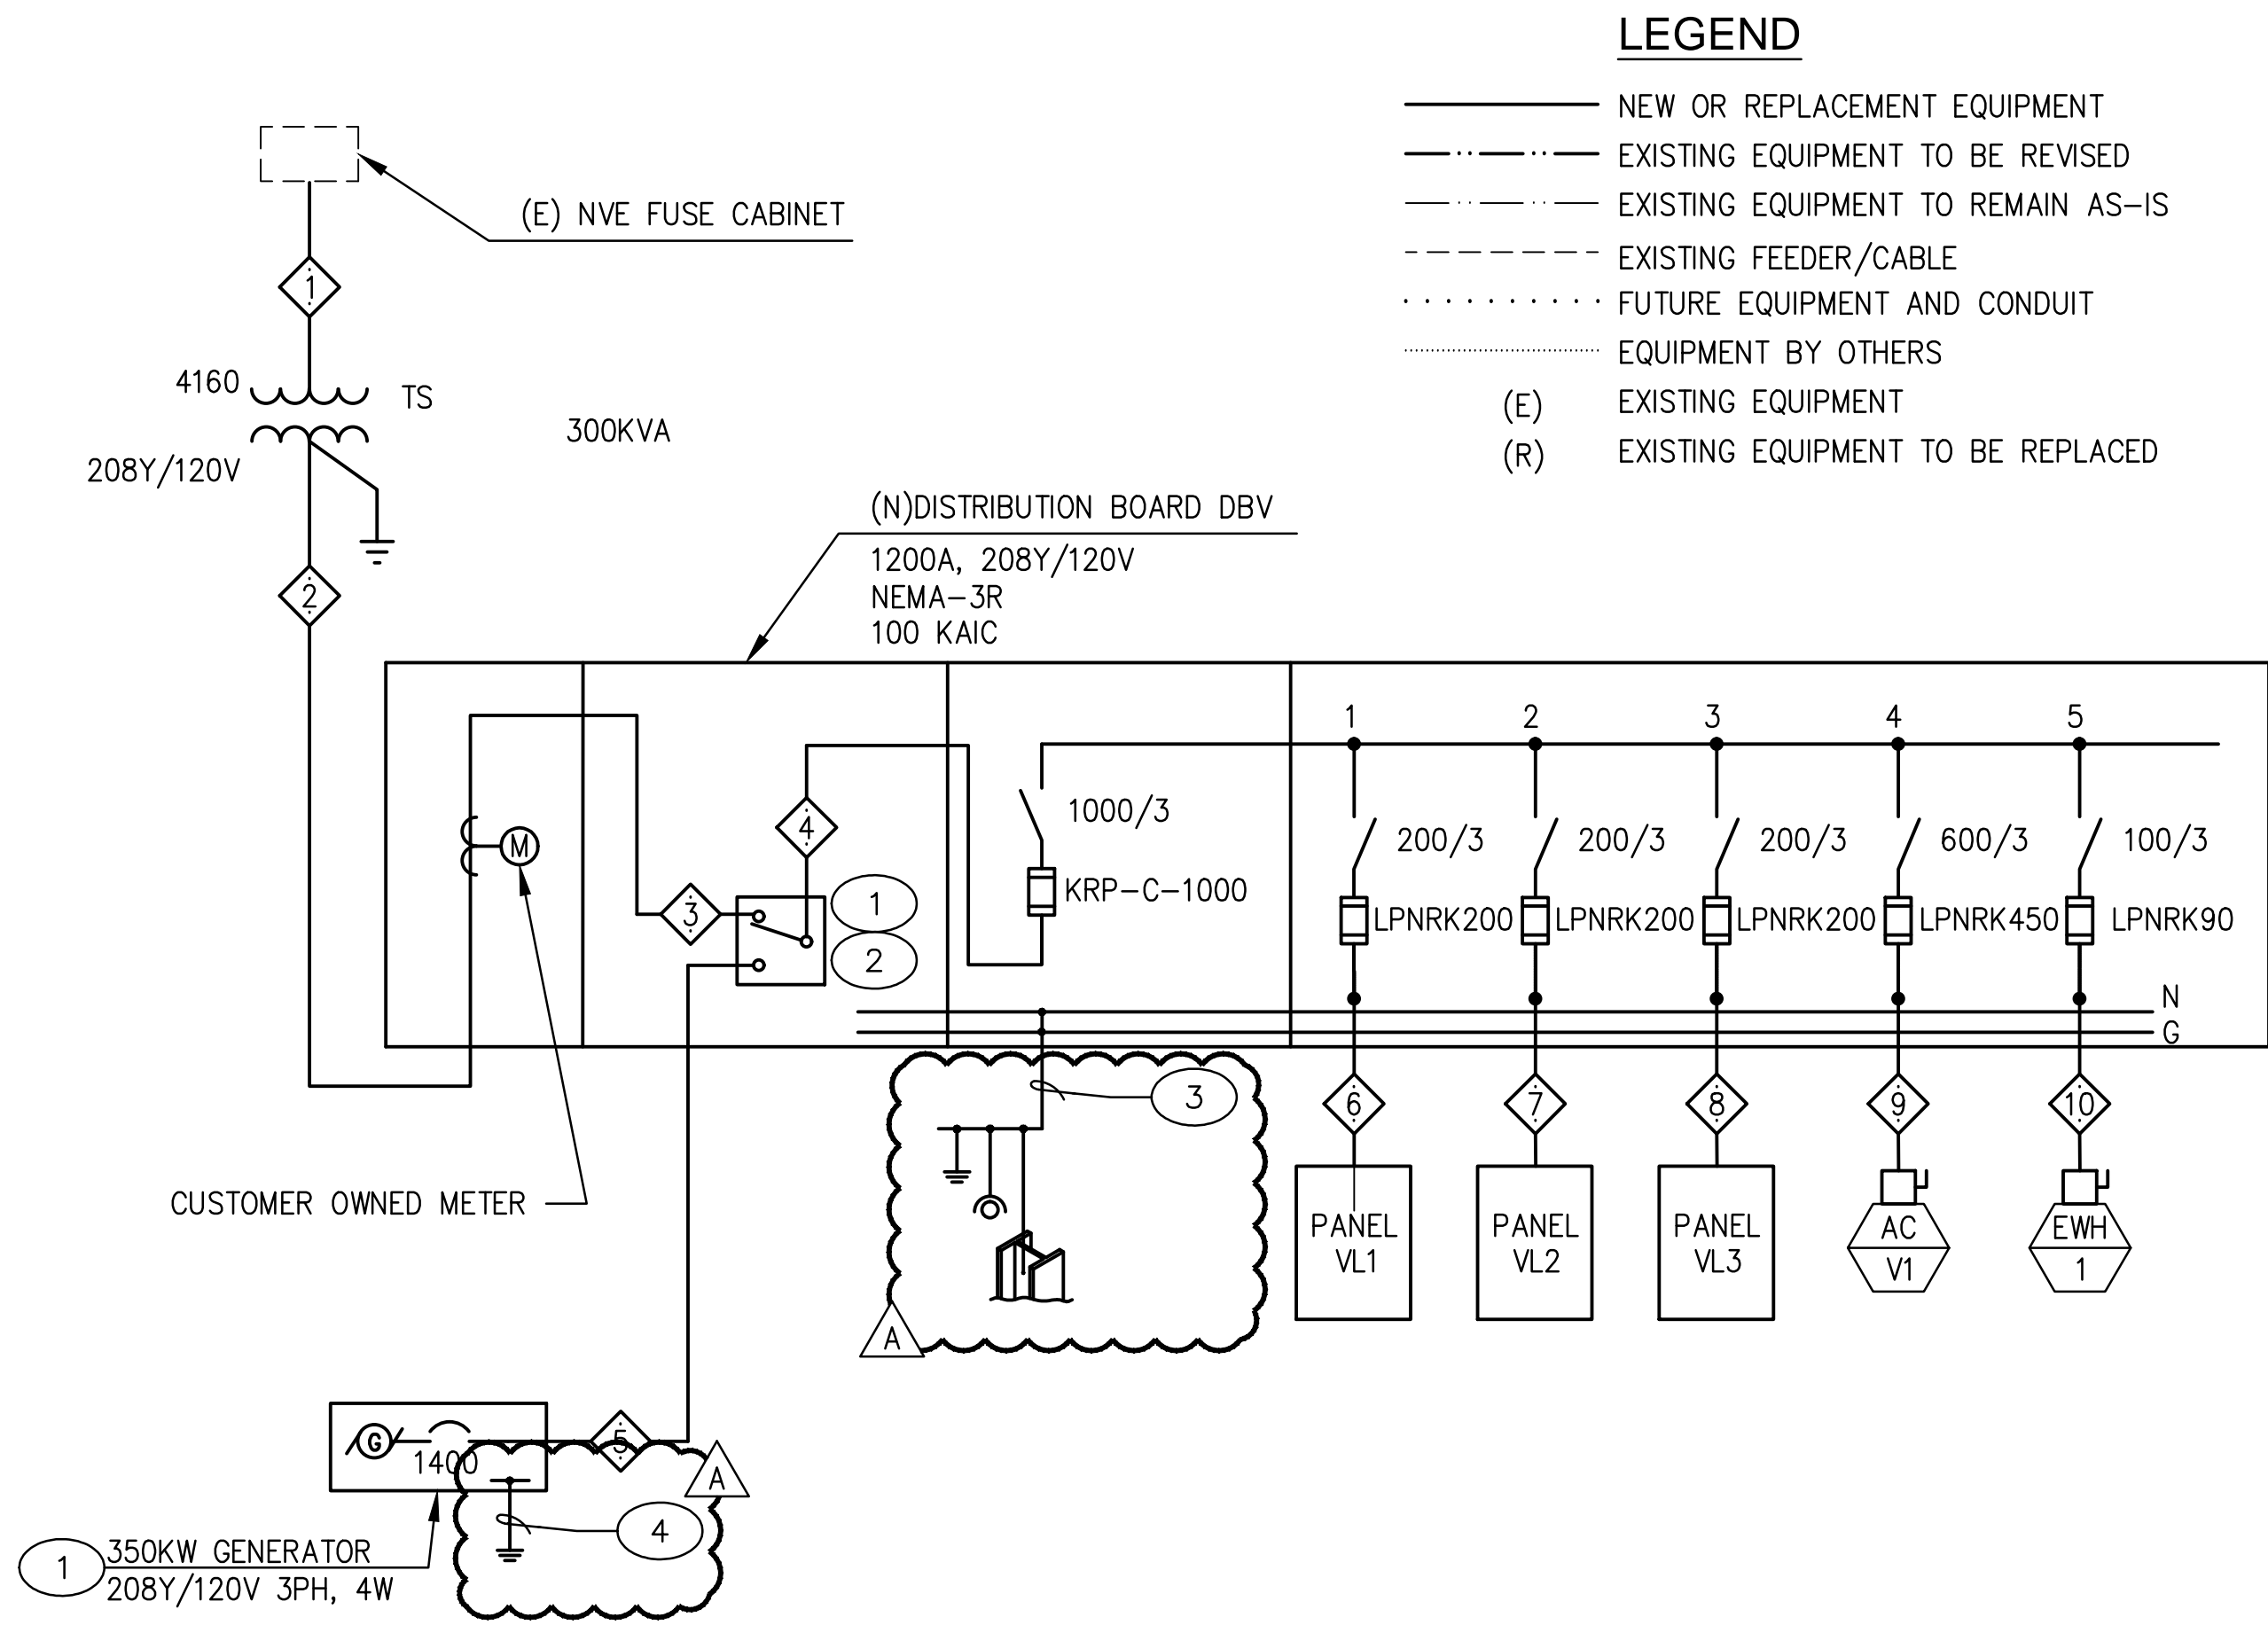 LEGEND
NEW OR REPLACEMENT EQUIPMENT
EXISTING EQUIPMENT TO BE REVISED
EXISTING EQUIPMENT TO REMAIN AS-IS
EXISTING FEEDER/CABLE
FUTURE EQUIPMENT AND CONDUIT
EQUIPMENT BY OTHERS
(E) EXISTING EQUIPMENT
(R) EXISTING EQUIPMENT TO BE REPLACED
(E) NVE FUSE CABINET
1
4160
TS
300KVA
208Y/120V
2
(N)DISTRIBUTION BOARD DBV
1200A, 208Y/120V
NEMA-3R
100 KAIC
1 2 3 4 5
M
3
4
1
2
1000/3
KRP-C-1000
200/3 200/3 200/3 600/3 100/3
LPNRK200 LPNRK200 LPNRK200 LPNRK450 LPNRK90
N
G
3
6 7 8 9 10
CUSTOMER OWNED METER
PANEL
VL1
PANEL
VL2
PANEL
VL3
AC
V1
EWH
1
A
G
1400
5
A
4
1
350KW GENERATOR
208Y/120V 3PH, 4W